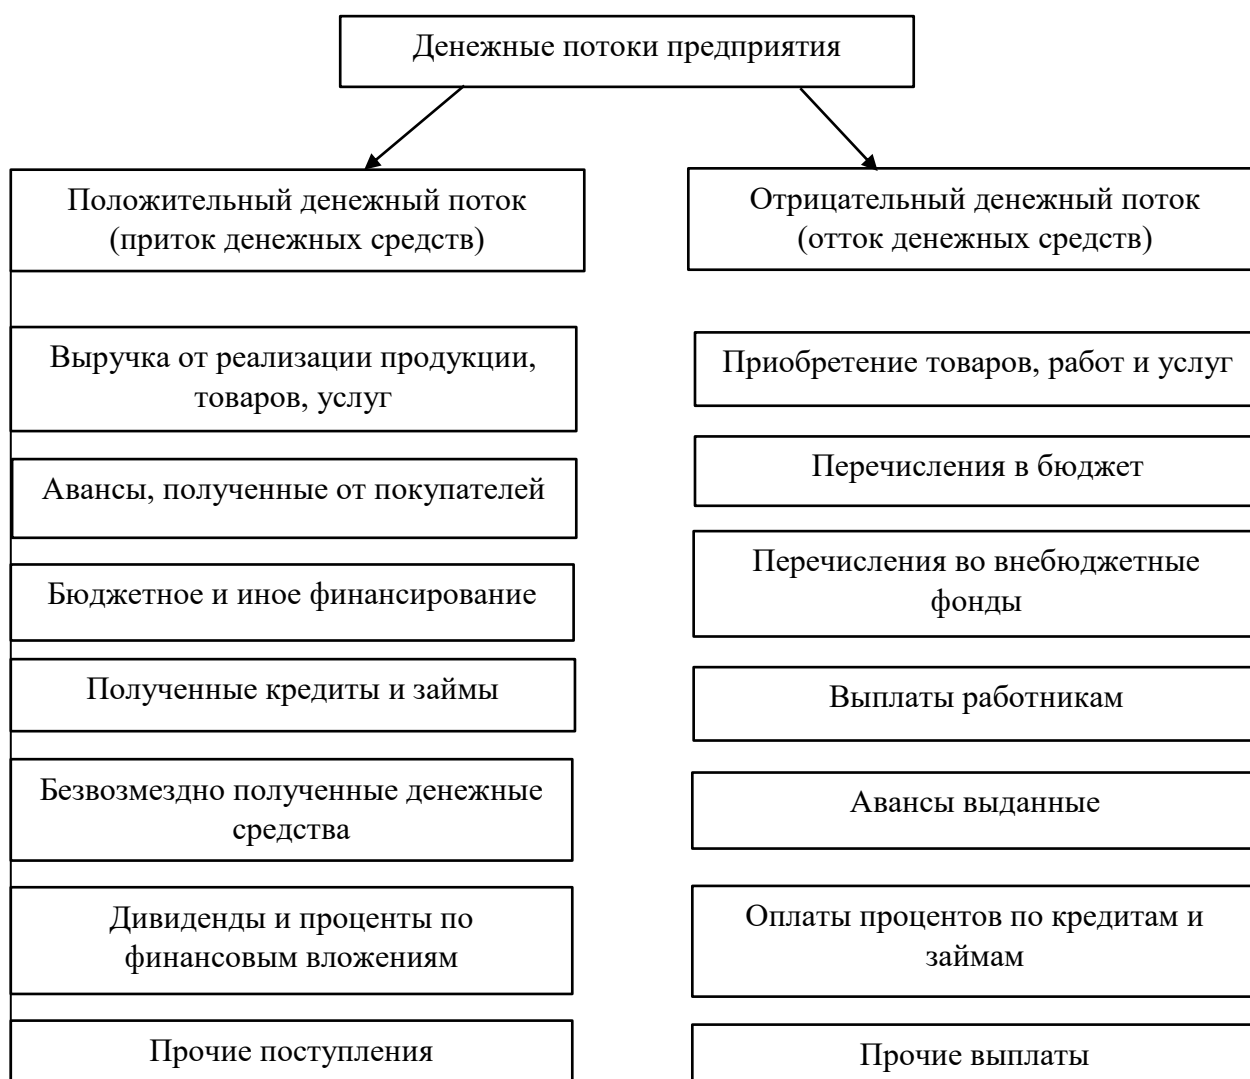 Денежные потоки предприятия
Положительный денежный поток
(приток денежных средств)
Отрицательный денежный поток
(отток денежных средств)
Выручка от реализации продукции,
товаров, услуг
Приобретение товаров, работ и услуг
Авансы, полученные от покупателей
Перечисления в бюджет
Бюджетное и иное финансирование
Перечисления во внебюджетные
фонды
Полученные кредиты и займы
Выплаты работникам
Безвозмездно полученные денежные
средства
Авансы выданные
Дивиденды и проценты по
финансовым вложениям
Оплаты процентов по кредитам и
займам
Прочие поступления
Прочие выплаты